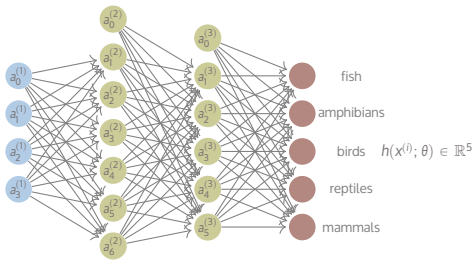 a₀⁽²⁾
a₀⁽³⁾
a₀⁽¹⁾
a₁⁽²⁾
a₁⁽³⁾
fish
a₂⁽²⁾
a₁⁽¹⁾
a₂⁽³⁾
amphibians
a₃⁽²⁾
a₂⁽¹⁾
a₃⁽³⁾
birds h(x⁽ⁱ⁾; θ) ∈ ℝ⁵
a₄⁽²⁾
a₃⁽¹⁾
a₄⁽³⁾
reptiles
a₅⁽²⁾
a₅⁽³⁾
mammals
a₆⁽²⁾